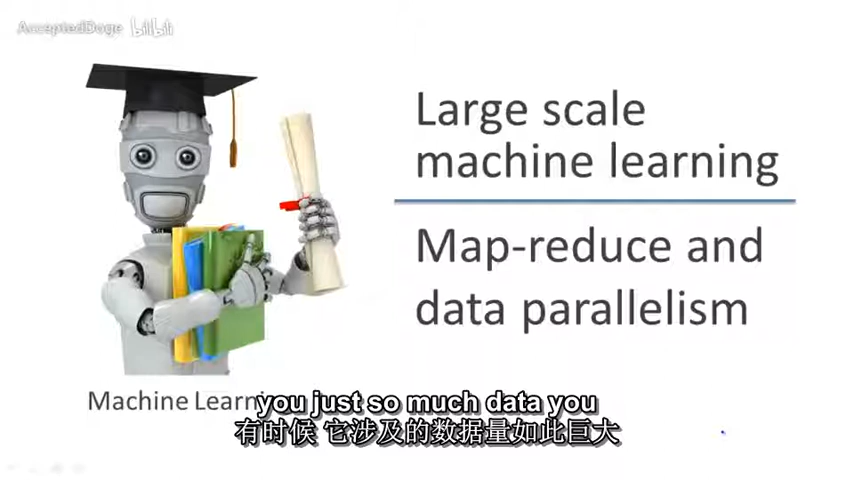 AcceptedDoge bilibili
Large scale
machine learning
Map-reduce and
data parallelism
Machine Learni
you just so much data you
有时候 它涉及的数据量如此巨大